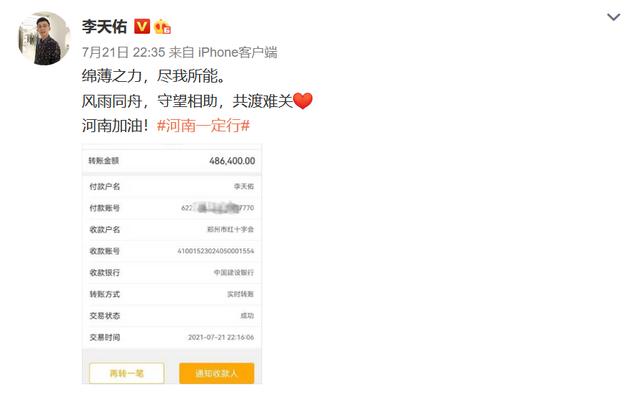 李天佑
7月21日 22:35 来自 iPhone客户端
绵薄之力，尽我所能。
风雨同舟，守望相助，共渡难关
河南加油！#河南一定行#
转账金额 486,400.00
付款户名 李天佑
付款账号 622 7770
收款户名 郑州市红十字会
收款账号 41001523024050001554
收款银行 中国建设银行
转账方式 实时转账
交易状态 成功
交易时间 2021-07-21 22:16:06
再转一笔 通知收款人